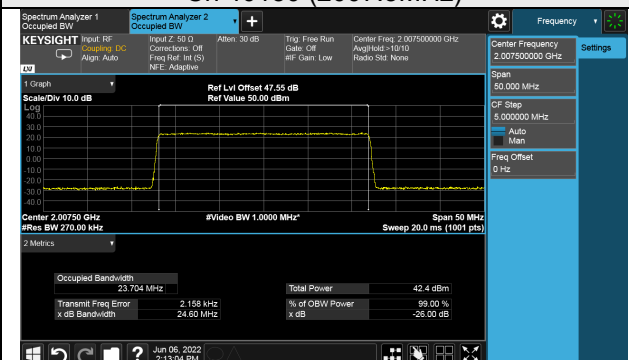 Spectrum Analyzer 1
Occupied BW
Spectrum Analyzer 2
Occupied BW
+
Frequency
KEYSIGHT
Input: RF
Coupling: DC
Align: Auto
Input Z: 50 Ω
Corrections: Off
Freq Ref: Int (S)
NFE: Adaptive
Atten: 30 dB
Trig: Free Run
Gate: Off
#IF Gain: Low
Center Freq: 2.007500000 GHz
Avg|Hold:>10/10
Radio Std: None
LXI
Center Frequency
2.007500000 GHz
Settings
Span
50.000 MHz
CF Step
5.000000 MHz
Auto
Man
Freq Offset
0 Hz
1 Graph
Scale/Div 10.0 dB
Ref Lvl Offset 47.55 dB
Ref Value 50.00 dBm
Log
40.0
30.0
20.0
10.0
0.00
-10.0
-20.0
-30.0
-40.0
Center 2.00750 GHz
#Res BW 270.00 kHz
#Video BW 1.0000 MHz*
Span 50 MHz
Sweep 20.0 ms (1001 pts)
2 Metrics
Occupied Bandwidth
23.704 MHz
Total Power
42.4 dBm
Transmit Freq Error
2.158 kHz
% of OBW Power
99.00 %
x dB Bandwidth
24.60 MHz
x dB
-26.00 dB
?
Jun 06, 2022
2:13:04 PM